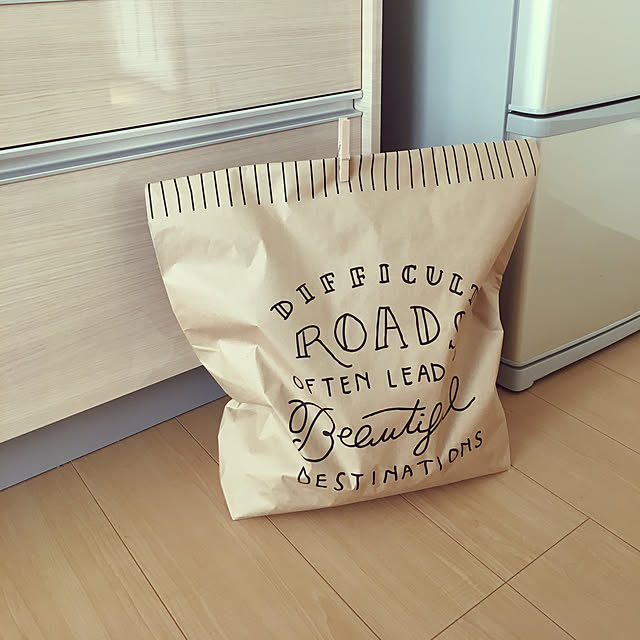 DIFFICULT
ROADS
OFTEN LEAD
Beautiful
DESTINATIONS